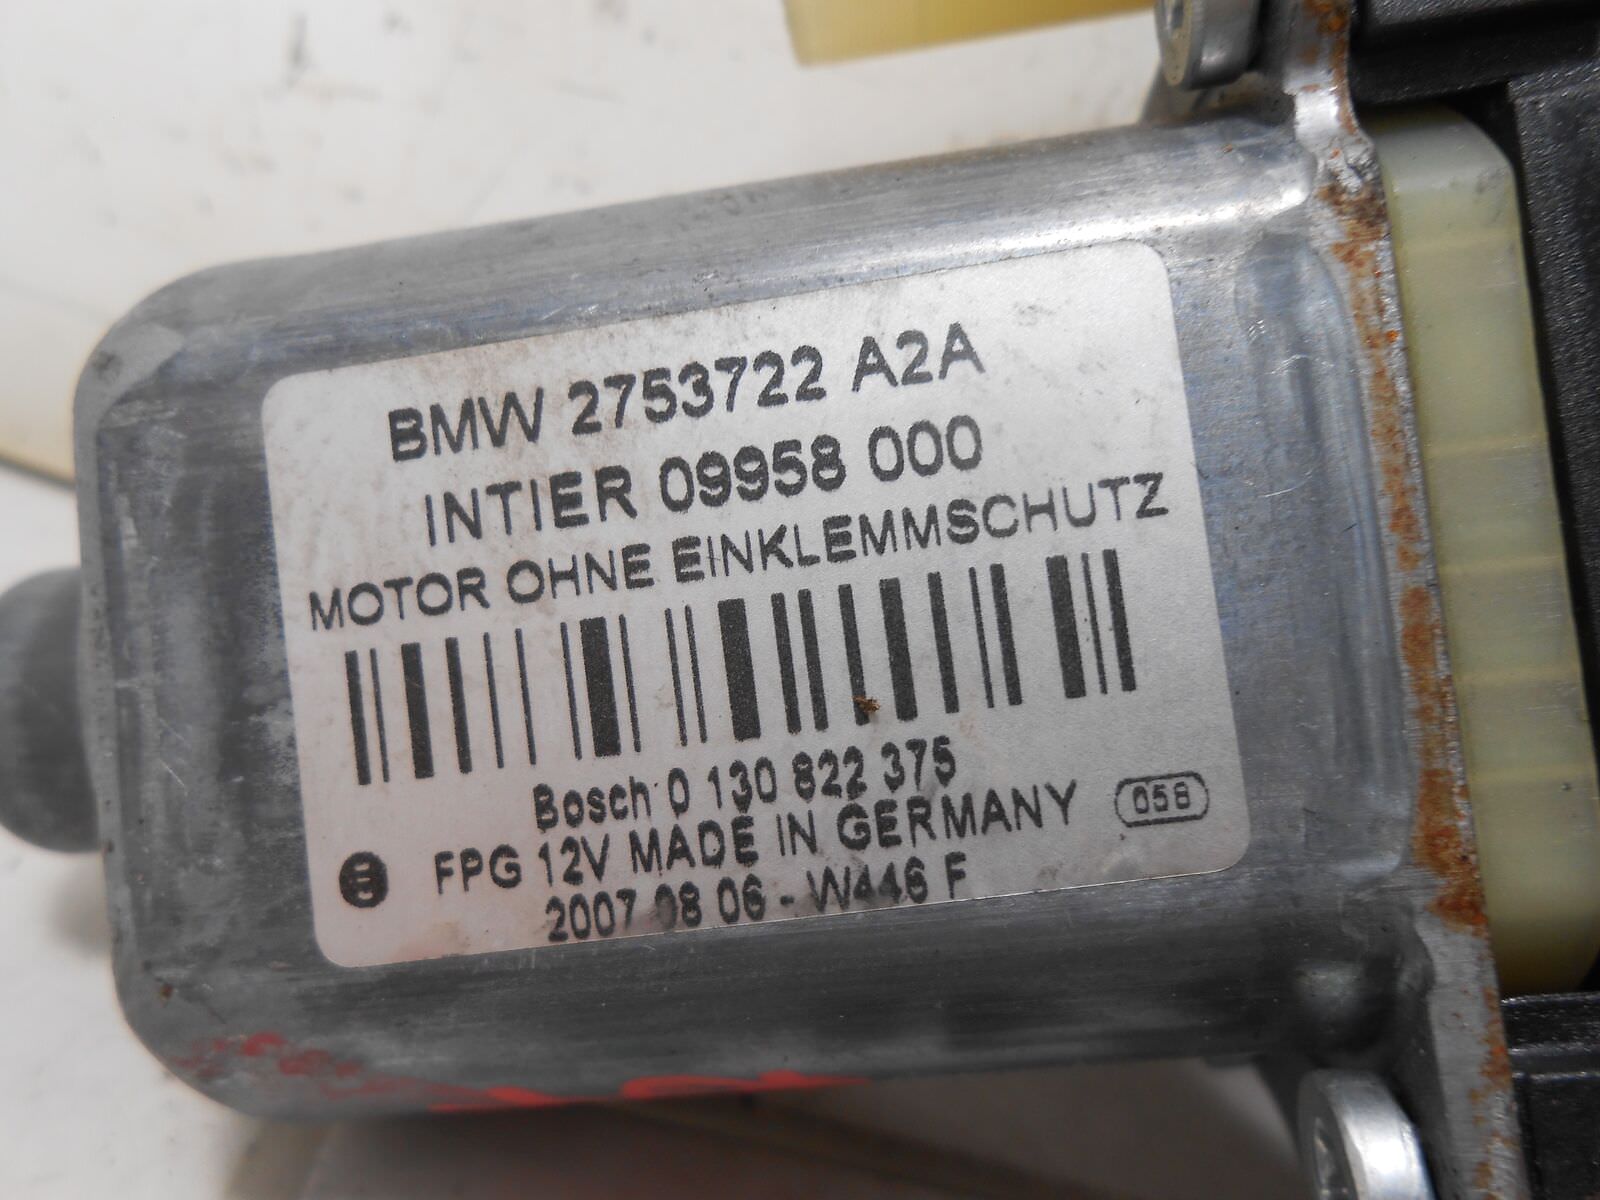 BMW 2753722 A2A
INTIER 09958 000
MOTOR OHNE EINKLEMMSCHUTZ
Bosch 0 130 822 375
FPG 12V MADE IN GERMANY 058
2007 08 06 - W446 F